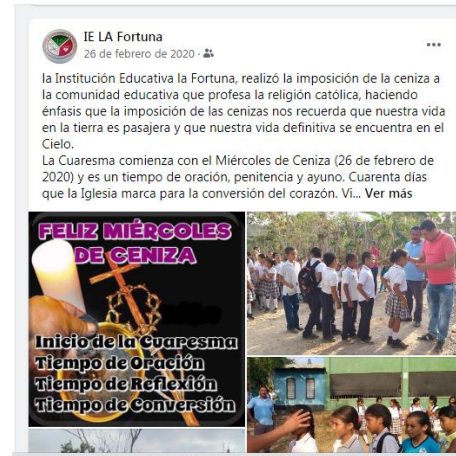 IE LA Fortuna
26 de febrero de 2020 ·
la Institución Educativa la Fortuna, realizó la imposición de la ceniza a
la comunidad educativa que profesa la religión católica, haciendo
énfasis que la imposición de las cenizas nos recuerda que nuestra vida
en la tierra es pasajera y que nuestra vida definitiva se encuentra en el
Cielo.
La Cuaresma comienza con el Miércoles de Ceniza (26 de febrero de
2020) y es un tiempo de oración, penitencia y ayuno. Cuarenta días
que la Iglesia marca para la conversión del corazón. Vi... Ver más
FELIZ MIÉRCOLES
DE CENIZA
Inicio de la Cuaresma
Tiempo de Oración
Tiempo de Reflexión
Tiempo de Conversión